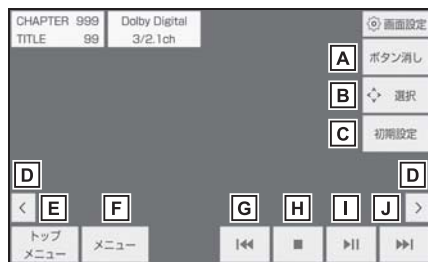 CHAPTER 999
TITLE 99
Dolby Digital
3/2.1ch
画面設定
A
ボタン消し
B
選択
C
初期設定
D
D
E
F
G
H
I
J
トップ
メニュー
メニュー